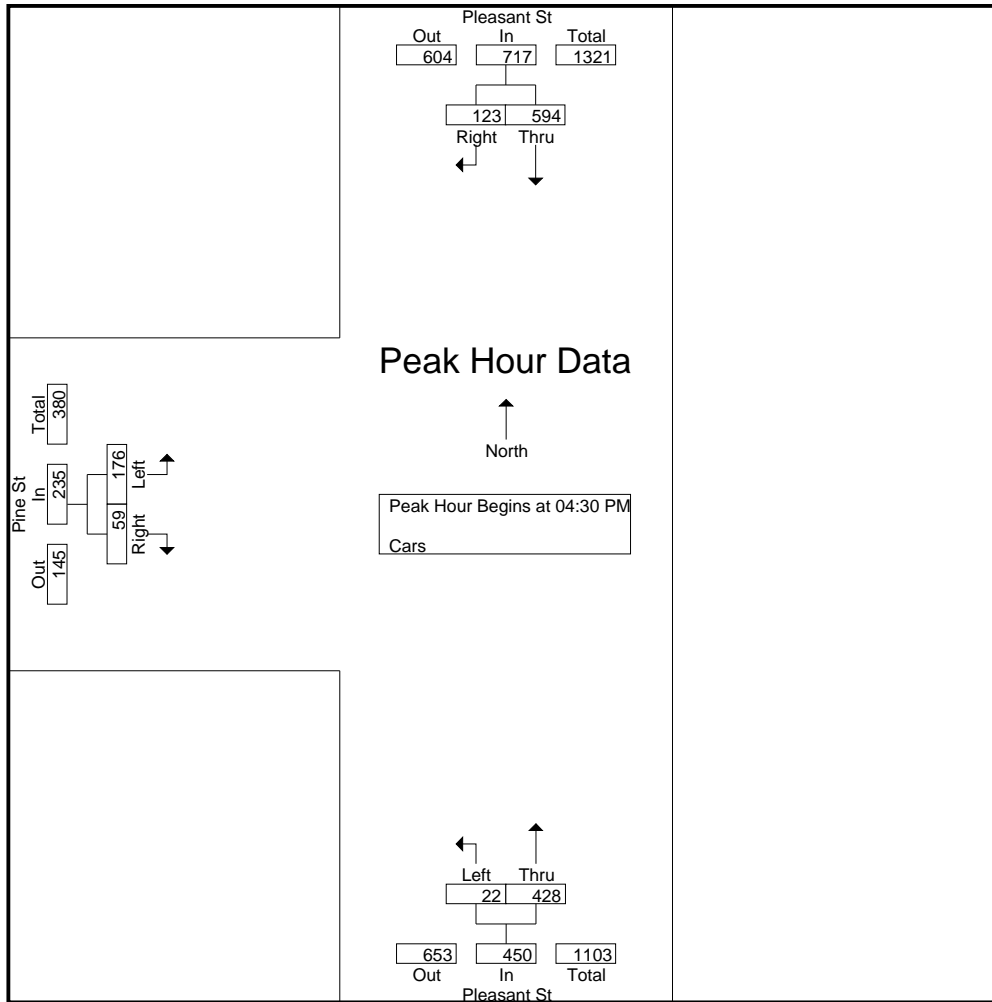 Pleasant St
Out In Total
604 717 1321
123 594
Right Thru
Peak Hour Data
North
Peak Hour Begins at 04:30 PM
Cars
Pine St
Out In Total
145 235 380
59 176
Right Left
Left Thru
22 428
653 450 1103
Out In Total
Pleasant St